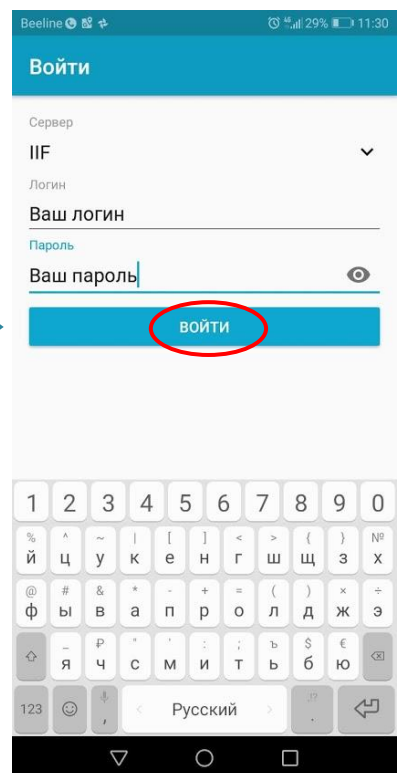 Beeline 29% 11:30
Войти
Сервер
IIF
Логин
Ваш логин
Пароль
Ваш пароль
ВОЙТИ
1 2 3 4 5 6 7 8 9 0
% ^ ~ | [ ] < > { } №
й ц у к е н г ш щ з х
@ # & * - + = ( ) × ÷
ф ы в а п р о л д ж э
_ ₽ " ' : ; ъ $ €
я ч с м и т ь б ю
!?
123 , < Русский > .